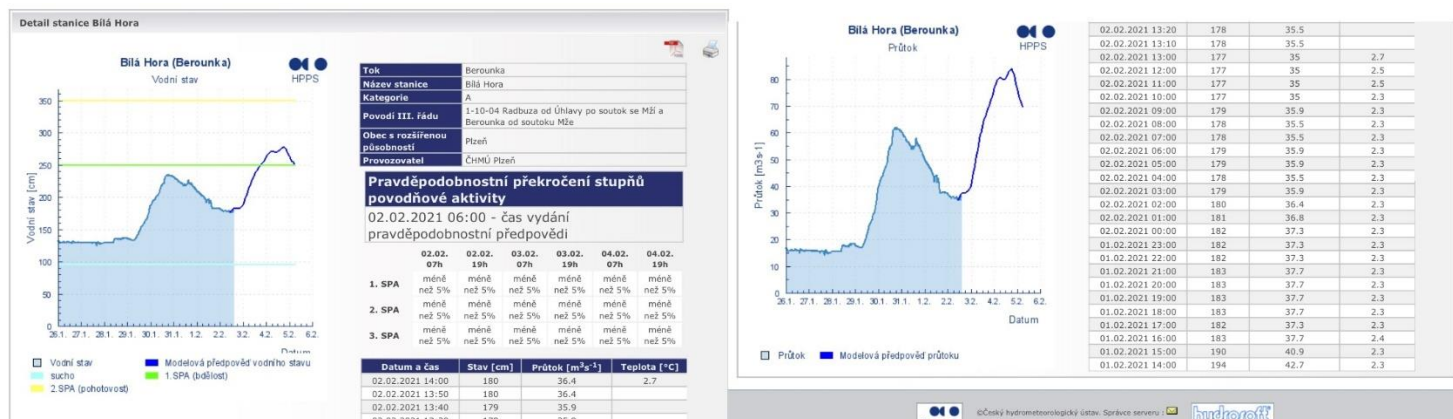 Detail stanice Bílá Hora
Bílá Hora (Berounka)
Vodní stav
HPPS
Vodní stav [cm]
350
300
250
200
150
100
50
0
26.1. 27.1. 28.1. 29.1. 30.1. 31.1. 1.2. 2.2. 3.2. 4.2. 5.2. 6.2.
Datum
Vodní stav
Modelová předpověď vodního stavu
sucho
1.SPA (bdělost)
2.SPA (pohotovost)
Tok Berounka
Název stanice Bílá Hora
Kategorie A
Povodí III. řádu 1-10-04 Radbuza od Úhlavy po soutok se Mží a
Berounka od soutoku Mže
Obec s rozšířenou
působností Plzeň
Provozovatel ČHMÚ Plzeň
Pravděpodobnostní překročení stupňů
povodňové aktivity
02.02.2021 06:00 - čas vydání
pravděpodobnostní předpovědi
02.02. 02.02. 03.02. 03.02. 04.02. 04.02.
07h 19h 07h 19h 07h 19h
1. SPA méně méně méně méně méně méně
než 5% než 5% než 5% než 5% než 5% než 5%
2. SPA méně méně méně méně méně méně
než 5% než 5% než 5% než 5% než 5% než 5%
3. SPA méně méně méně méně méně méně
než 5% než 5% než 5% než 5% než 5% než 5%
Datum a čas Stav [cm] Průtok [m³s⁻¹] Teplota [°C]
02.02.2021 14:00 180 36.4 2.7
02.02.2021 13:50 180 36.4
02.02.2021 13:40 179 35.9
Bílá Hora (Berounka)
Průtok
HPPS
Průtok [m3s-1]
80
70
60
50
40
30
20
10
0
26.1. 27.1. 28.1. 29.1. 30.1. 31.1. 1.2. 2.2. 3.2. 4.2. 5.2. 6.2.
Datum
Průtok
Modelová předpověď průtoku
02.02.2021 13:20 178 35.5
02.02.2021 13:10 178 35.5
02.02.2021 13:00 177 35 2.7
02.02.2021 12:00 177 35 2.5
02.02.2021 11:00 177 35 2.5
02.02.2021 10:00 177 35 2.3
02.02.2021 09:00 179 35.9 2.3
02.02.2021 08:00 178 35.5 2.3
02.02.2021 07:00 178 35.5 2.3
02.02.2021 06:00 179 35.9 2.3
02.02.2021 05:00 179 35.9 2.3
02.02.2021 04:00 178 35.5 2.3
02.02.2021 03:00 179 35.9 2.3
02.02.2021 02:00 180 36.4 2.3
02.02.2021 01:00 181 36.8 2.3
02.02.2021 00:00 182 37.3 2.3
01.02.2021 23:00 182 37.3 2.3
01.02.2021 22:00 182 37.3 2.3
01.02.2021 21:00 183 37.7 2.3
01.02.2021 20:00 183 37.7 2.3
01.02.2021 19:00 183 37.7 2.3
01.02.2021 18:00 183 37.7 2.3
01.02.2021 17:00 182 37.3 2.3
01.02.2021 16:00 183 37.7 2.4
01.02.2021 15:00 190 40.9 2.3
01.02.2021 14:00 194 42.7 2.3
©Český hydrometeorologický ústav. Správce serveru :
hydrosoft